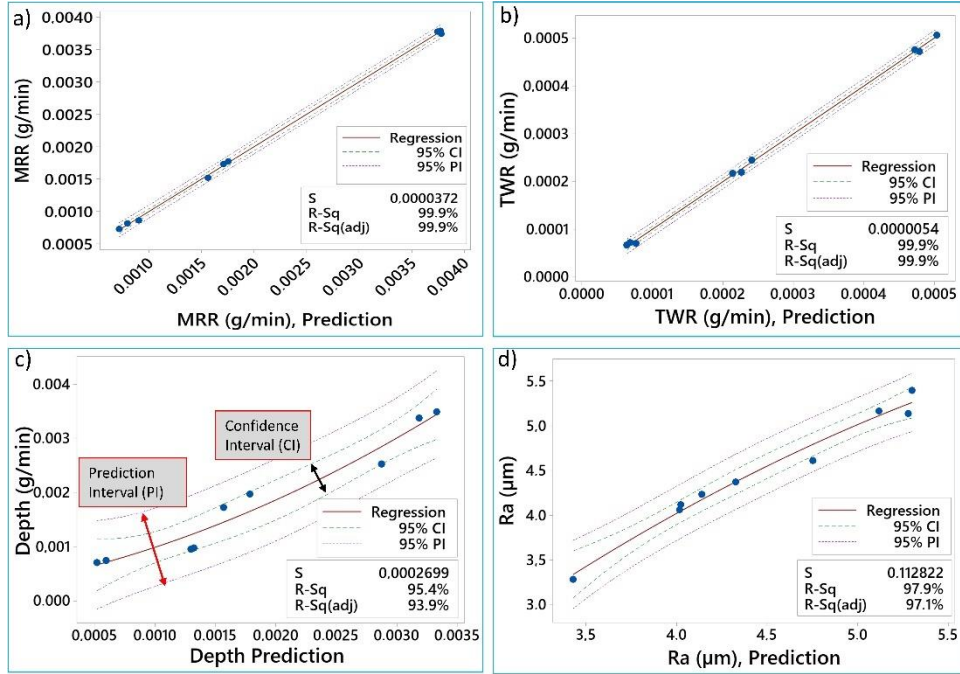 a)
0.0040
0.0035
0.0030
0.0025
0.0020
0.0015
0.0010
0.0005
MRR (g/min)
Regression
95% CI
95% PI
S 0.0000372
R-Sq 99.9%
R-Sq(adj) 99.9%
0.0010 0.0015 0.0020 0.0025 0.0030 0.0035 0.0040
MRR (g/min), Prediction
b)
0.0005
0.0004
0.0003
0.0002
0.0001
0.0000
TWR (g/min)
Regression
95% CI
95% PI
S 0.0000054
R-Sq 99.9%
R-Sq(adj) 99.9%
0.0000 0.0001 0.0002 0.0003 0.0004 0.0005
TWR (g/min), Prediction
c)
0.004
0.003
0.002
0.001
0.000
Depth (g/min)
Confidence
Interval (CI)
Prediction
Interval (PI)
Regression
95% CI
95% PI
S 0.0002699
R-Sq 95.4%
R-Sq(adj) 93.9%
0.0005 0.0010 0.0015 0.0020 0.0025 0.0030 0.0035
Depth Prediction
d)
5.5
5.0
4.5
4.0
3.5
3.0
Ra (µm)
Regression
95% CI
95% PI
S 0.112822
R-Sq 97.9%
R-Sq(adj) 97.1%
3.5 4.0 4.5 5.0 5.5
Ra (µm), Prediction